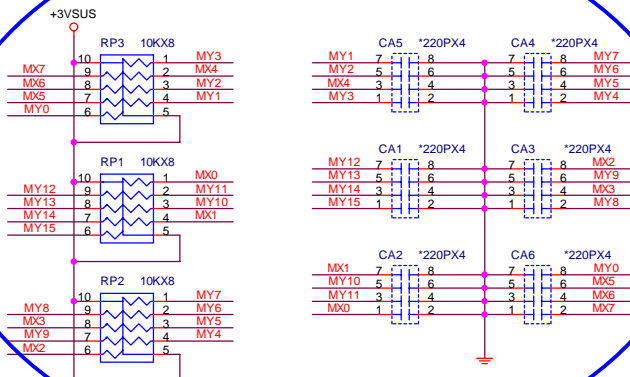 +3VSUS
RP3 10KX8
10 1 MY3
MX7 9 2 MX4
MX6 8 3 MY2
MX5 7 4 MY1
MY0 6 5
RP1 10KX8
10 1 MX0
MY12 9 2 MY11
MY13 8 3 MY10
MY14 7 4 MX1
MY15 6 5
RP2 10KX8
10 1 MY7
MY8 9 2 MY6
MX3 8 3 MY5
MY9 7 4 MY4
MX2 6 5
CA5 *220PX4 CA4 *220PX4
MY1 7 8 7 8 MY7
MY2 5 6 5 6 MY6
MX4 3 4 3 4 MY5
MY3 1 2 1 2 MY4
CA1 *220PX4 CA3 *220PX4
MY12 7 8 7 8 MX2
MY13 5 6 5 6 MY9
MY14 3 4 3 4 MX3
MY15 1 2 1 2 MY8
CA2 *220PX4 CA6 *220PX4
MX1 7 8 7 8 MY0
MY10 5 6 5 6 MX5
MY11 3 4 3 4 MX6
MX0 1 2 1 2 MX7